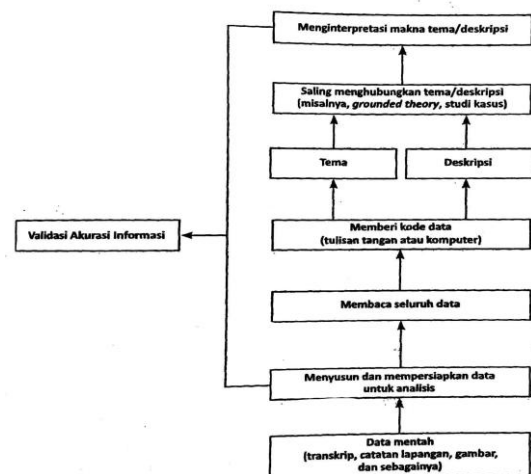 Menginterpretasi makna tema/deskripsi
Saling menghubungkan tema/deskripsi
(misalnya, grounded theory, studi kasus)
Tema
Deskripsi
Validasi Akurasi Informasi
Memberi kode data
(tulisan tangan atau komputer)
Membaca seluruh data
Menyusun dan mempersiapkan data
untuk analisis
Data mentah
(transkrip, catatan lapangan, gambar,
dan sebagainya)